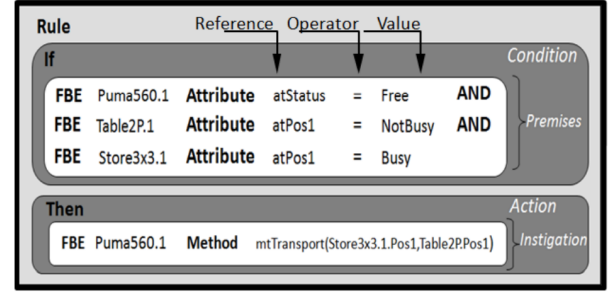 Rule Reference Operator Value
If Condition
FBE Puma560.1 Attribute atStatus = Free AND
FBE Table2P.1 Attribute atPos1 = NotBusy AND Premises
FBE Store3x3.1 Attribute atPos1 = Busy
Then Action
FBE Puma560.1 Method mtTransport(Store3x3.1.Pos1,Table2P.Pos1) Instigation